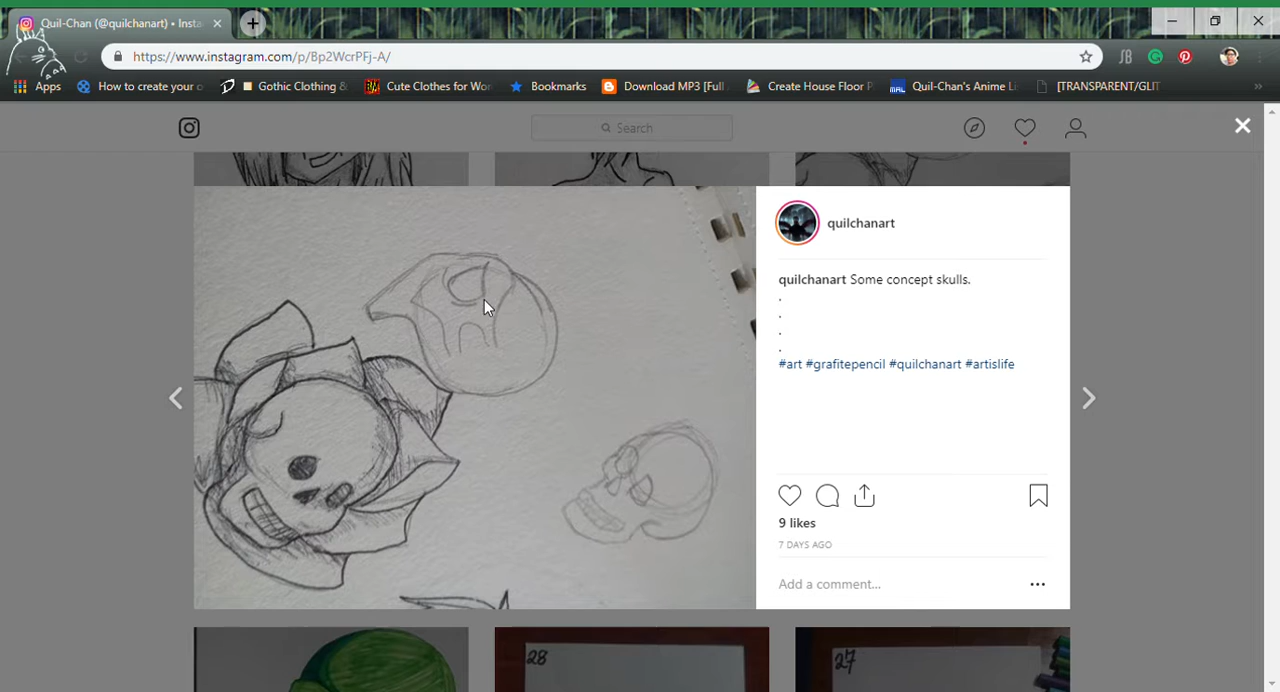 Quil-Chan (@quilchanart) • Insta
https://www.instagram.com/p/Bp2WcrPFj-A/
Apps
How to create your o
Gothic Clothing &
Cute Clothes for Wo
Bookmarks
Download MP3 [Full
Create House Floor P
Quil-Chan's Anime Li
[TRANSPARENT/GLIT
»
Search
quilchanart
quilchanart Some concept skulls.
.
.
.
.
#art #grafitepencil #quilchanart #artislife
9 likes
7 DAYS AGO
Add a comment...
28
27